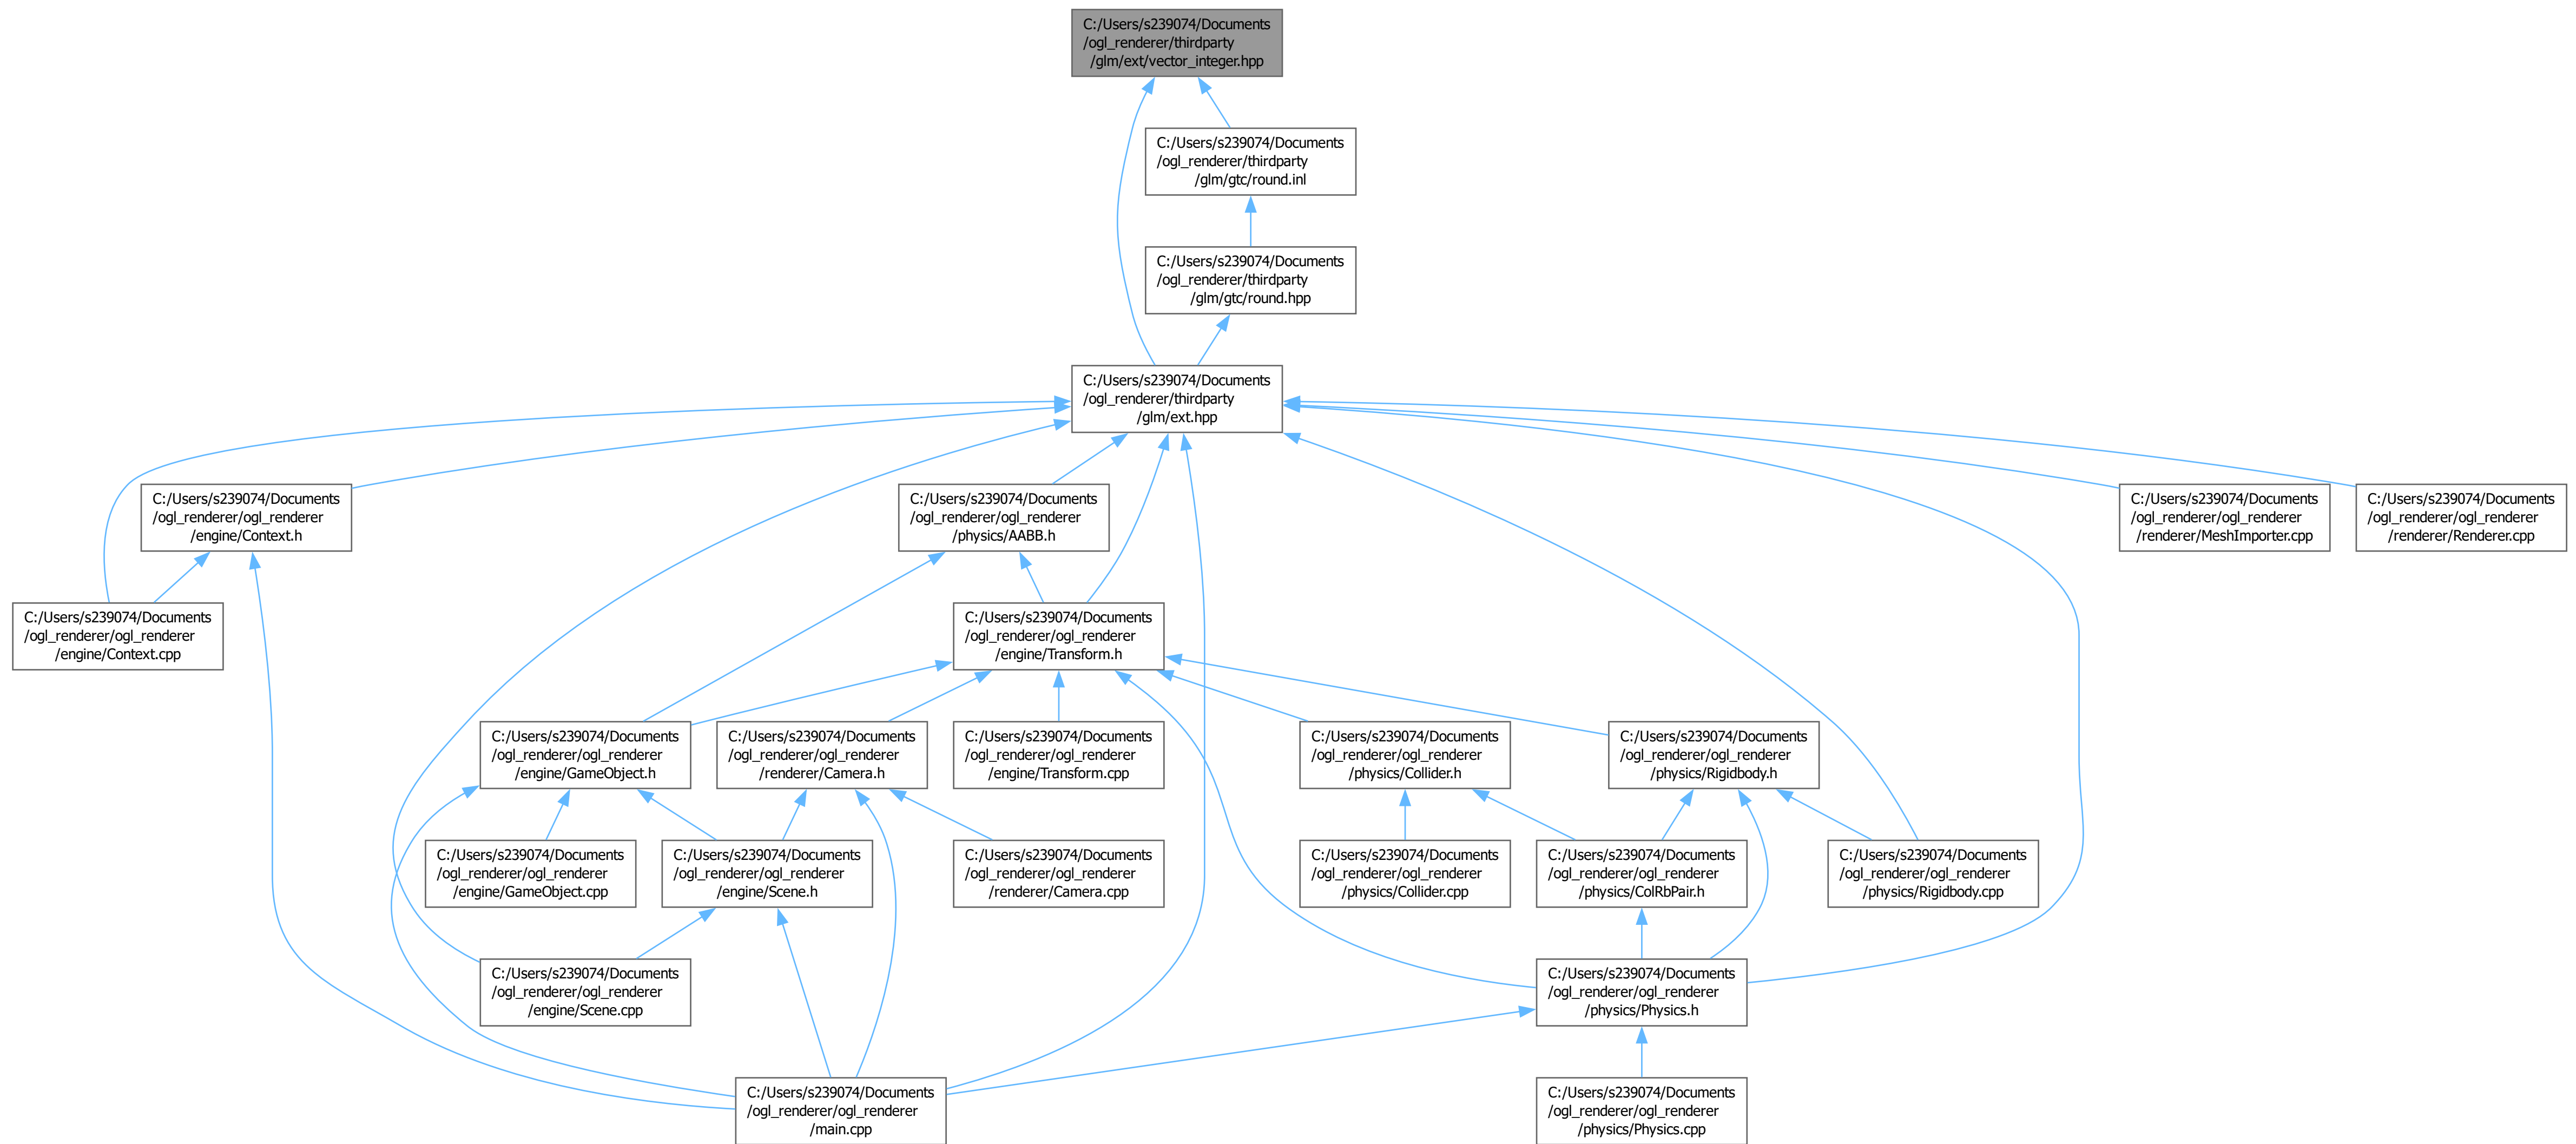 C:/Users/s239074/Documents
/ogl_renderer/thirdparty
/glm/ext/vector_integer.hpp
C:/Users/s239074/Documents
/ogl_renderer/thirdparty
/glm/gtc/round.inl
C:/Users/s239074/Documents
/ogl_renderer/thirdparty
/glm/gtc/round.hpp
C:/Users/s239074/Documents
/ogl_renderer/thirdparty
/glm/ext.hpp
C:/Users/s239074/Documents
/ogl_renderer/ogl_renderer
/engine/Context.h
C:/Users/s239074/Documents
/ogl_renderer/ogl_renderer
/physics/AABB.h
C:/Users/s239074/Documents
/ogl_renderer/ogl_renderer
/renderer/MeshImporter.cpp
C:/Users/s239074/Documents
/ogl_renderer/ogl_renderer
/renderer/Renderer.cpp
C:/Users/s239074/Documents
/ogl_renderer/ogl_renderer
/engine/Context.cpp
C:/Users/s239074/Documents
/ogl_renderer/ogl_renderer
/engine/Transform.h
C:/Users/s239074/Documents
/ogl_renderer/ogl_renderer
/engine/GameObject.h
C:/Users/s239074/Documents
/ogl_renderer/ogl_renderer
/renderer/Camera.h
C:/Users/s239074/Documents
/ogl_renderer/ogl_renderer
/engine/Transform.cpp
C:/Users/s239074/Documents
/ogl_renderer/ogl_renderer
/physics/Collider.h
C:/Users/s239074/Documents
/ogl_renderer/ogl_renderer
/physics/Rigidbody.h
C:/Users/s239074/Documents
/ogl_renderer/ogl_renderer
/engine/GameObject.cpp
C:/Users/s239074/Documents
/ogl_renderer/ogl_renderer
/engine/Scene.h
C:/Users/s239074/Documents
/ogl_renderer/ogl_renderer
/renderer/Camera.cpp
C:/Users/s239074/Documents
/ogl_renderer/ogl_renderer
/physics/Collider.cpp
C:/Users/s239074/Documents
/ogl_renderer/ogl_renderer
/physics/ColRbPair.h
C:/Users/s239074/Documents
/ogl_renderer/ogl_renderer
/physics/Rigidbody.cpp
C:/Users/s239074/Documents
/ogl_renderer/ogl_renderer
/engine/Scene.cpp
C:/Users/s239074/Documents
/ogl_renderer/ogl_renderer
/physics/Physics.h
C:/Users/s239074/Documents
/ogl_renderer/ogl_renderer
/main.cpp
C:/Users/s239074/Documents
/ogl_renderer/ogl_renderer
/physics/Physics.cpp